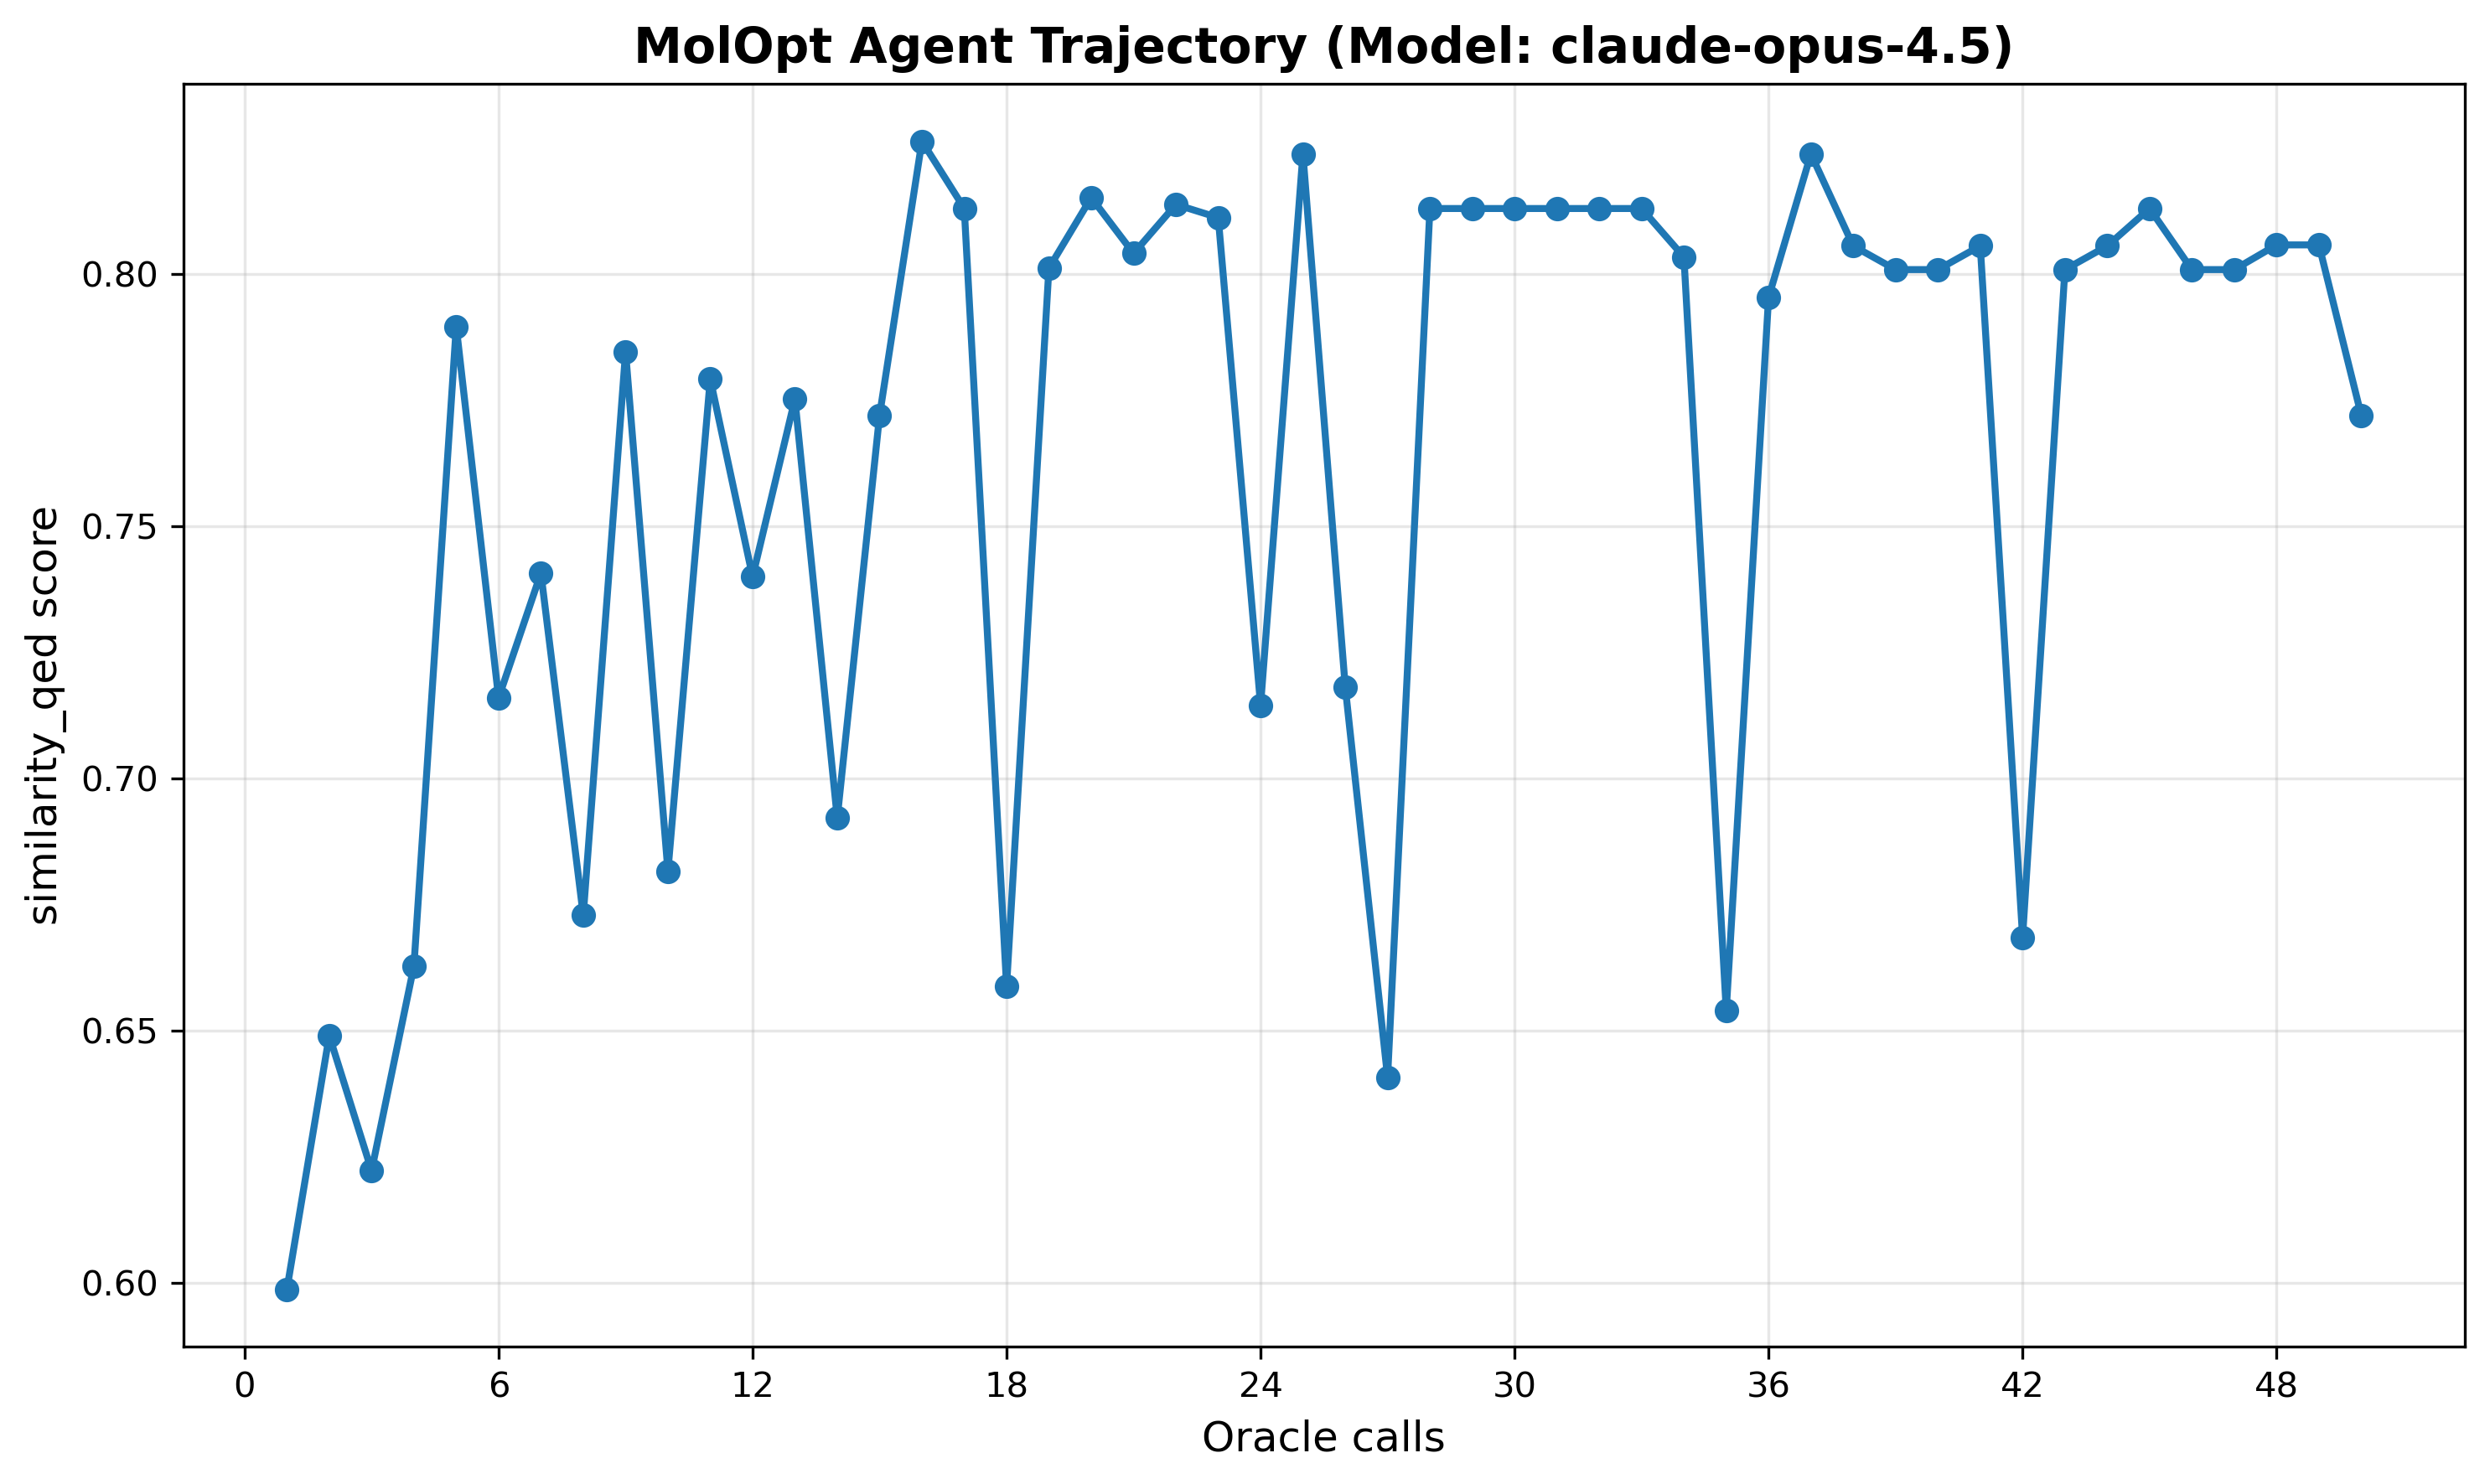 MolOpt Agent Trajectory (Model: claude-opus-4.5)
similarity_qed score
0.80
0.75
0.70
0.65
0.60
0 6 12 18 24 30 36 42 48
Oracle calls